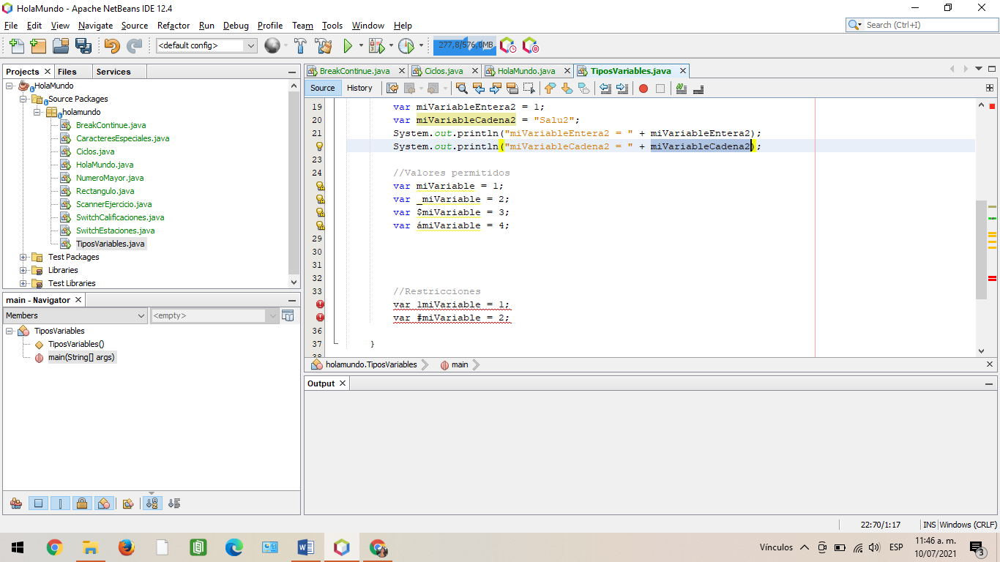 HolaMundo - Apache NetBeans IDE 12.4
File Edit View Navigate Source Refactor Run Debug Profile Team Tools Window Help
Search (Ctrl+I)
<default config>
277,8/576,0MB
Projects Files Services
HolaMundo
Source Packages
holamundo
BreakContinue.java
CaracteresEspeciales.java
Ciclos.java
HolaMundo.java
NumeroMayor.java
Rectangulo.java
ScannerEjercicio.java
SwitchCalificaciones.java
SwitchEstaciones.java
TiposVariables.java
Test Packages
Libraries
Test Libraries
main - Navigator
Members
<empty>
TiposVariables
TiposVariables()
main(String[] args)
BreakContinue.java Ciclos.java HolaMundo.java TiposVariables.java
Source History
19 var miVariableEntera2 = 1;
20 var miVariableCadena2 = "Salu2";
21 System.out.println("miVariableEntera2 = " + miVariableEntera2);
System.out.println("miVariableCadena2 = " + miVariableCadena2);
23
24 //Valores permitidos
var miVariable = 1;
var _miVariable = 2;
var $miVariable = 3;
var ámiVariable = 4;
29
30
31
32
33 //Restricciones
var 1miVariable = 1;
var #miVariable = 2;
36
37 }
38
holamundo.TiposVariables main
Output
22:70/1:17 INS Windows (CRLF)
Vínculos ESP
11:46 a. m.
10/07/2021
3